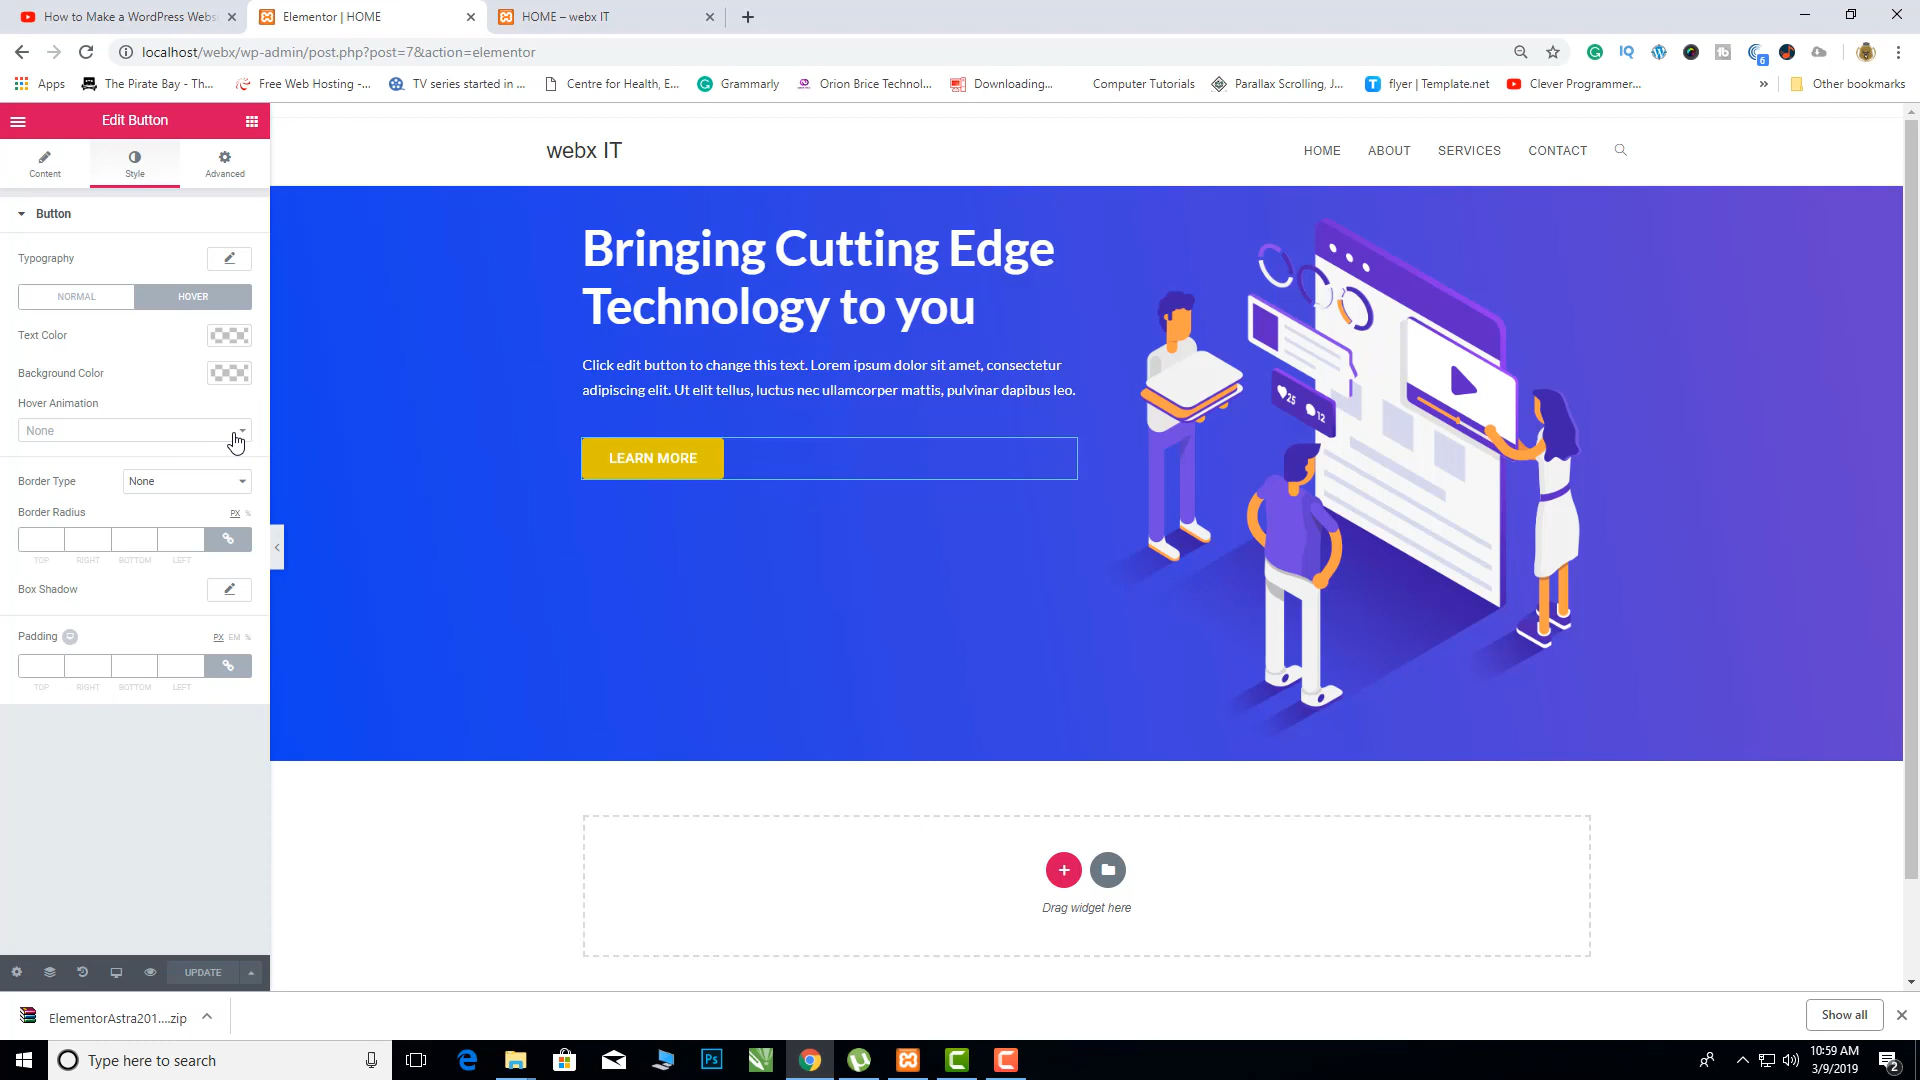 How to Make a WordPress Websi
Elementor | HOME
HOME – webx IT
localhost/webx/wp-admin/post.php?post=7&action=elementor
6
Apps
The Pirate Bay - Th...
Free Web Hosting -...
TV series started in ...
Centre for Health, E...
Grammarly
Orion Brice Technol...
Downloading...
Computer Tutorials
Parallax Scrolling, J...
flyer | Template.net
Clever Programmer...
Other bookmarks
Edit Button
Content
Style
Advanced
Button
Typography
NORMAL
HOVER
Text Color
Background Color
Hover Animation
None
Border Type
None
Border Radius
PX %
TOP RIGHT BOTTOM LEFT
Box Shadow
Padding
PX EM %
TOP RIGHT BOTTOM LEFT
UPDATE
webx IT
HOME
ABOUT
SERVICES
CONTACT
Bringing Cutting Edge
Technology to you
Click edit button to change this text. Lorem ipsum dolor sit amet, consectetur
adipiscing elit. Ut elit tellus, luctus nec ullamcorper mattis, pulvinar dapibus leo.
LEARN MORE
25
12
Drag widget here
ElementorAstra201....zip
Show all
Type here to search
Ps
10:59 AM
3/9/2019
2